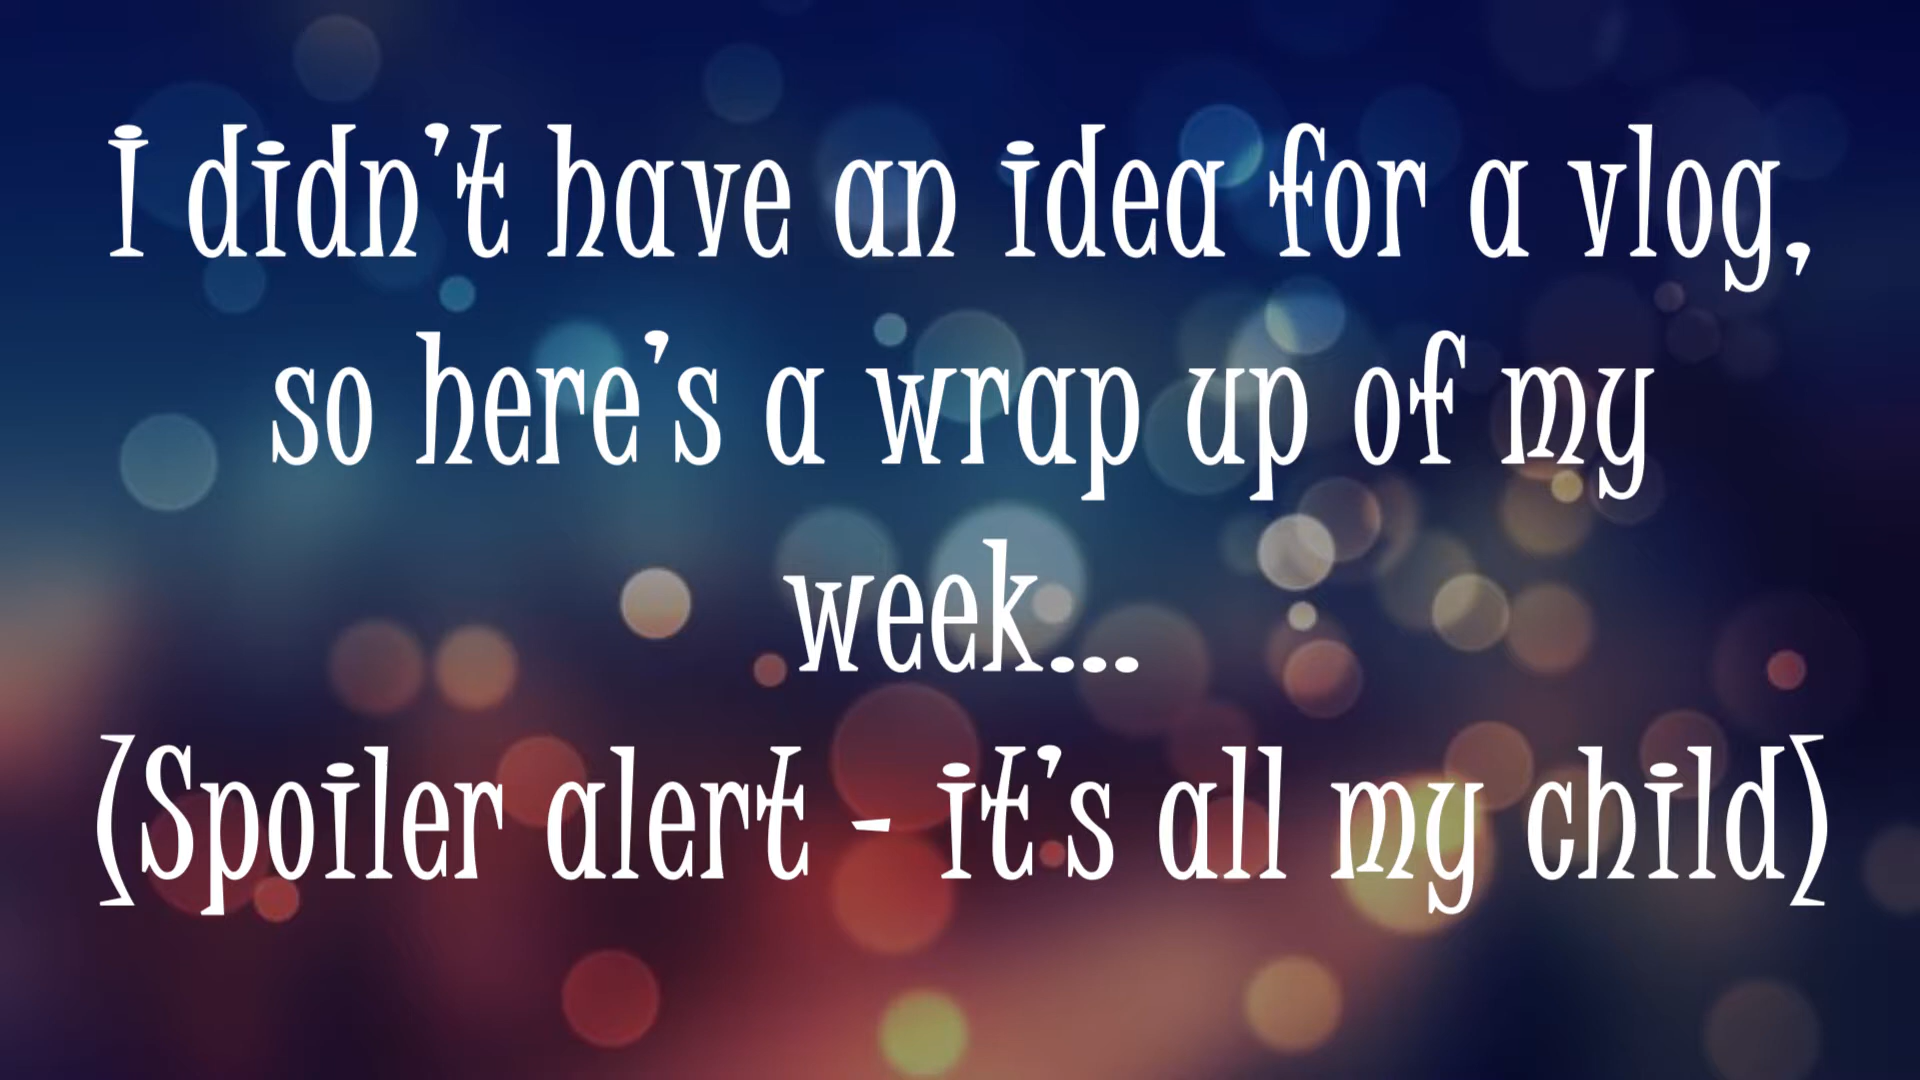 I didn't have an idea for a vlog,
so here's a wrap up of my
week...
(Spoiler alert - it's all my child)